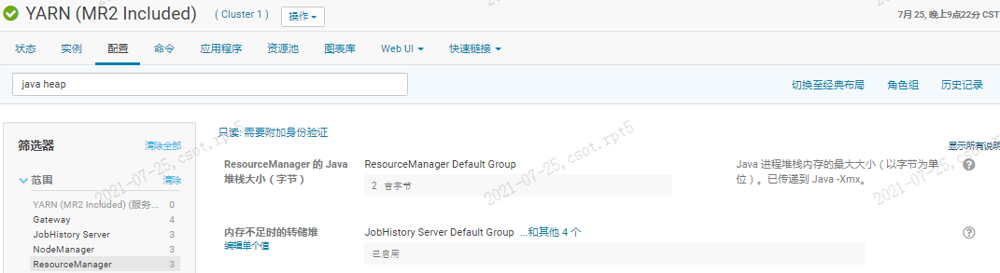 YARN (MR2 Included) ( Cluster 1 ) 操作 7月 25, 晚上9点22分 CST
状态 实例 配置 命令 应用程序 资源池 图表库 Web UI 快速链接
java heap 切换至经典布局 角色组 历史记录
筛选器 清除全部
范围 清除
YARN (MR2 Included) (服务... 0
Gateway 4
JobHistory Server 3
NodeManager 3
ResourceManager 3
只读: 需要附加身份验证
显示所有说明
ResourceManager 的 Java 堆栈大小（字节）
ResourceManager Default Group
2 吉字节
Java 进程堆栈内存的最大大小（以字节为单位）。已传递到 Java -Xmx。
内存不足时的转储堆
编辑单个值
JobHistory Server Default Group ...和其他 4 个
已启用
2021-07-25, csot.rpt5
2021-07-25, csot.rpt5
2021-07-25, csot.rpt5